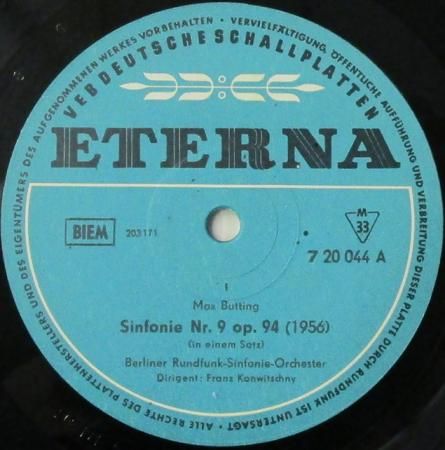 ALLE RECHTE DES PLATTENHERSTELLERS UND DES EIGENTÜMERS DES AUFGENOMMENEN WERKES VORBEHALTEN · VERVIELFÄLTIGUNG, ÖFFENTLICHE AUFFÜHRUNG UND VERBREITUNG DIESER PLATTE DURCH RUNDFUNK IST UNTERSAGT ·
VEB DEUTSCHE SCHALLPLATTEN
ETERNA
BIEM
203171
M
33
7 20 044 A
I
Max Butting
Sinfonie Nr. 9 op. 94 (1956)
(in einem Satz)
Berliner Rundfunk-Sinfonie-Orchester
Dirigent: Franz Konwitschny